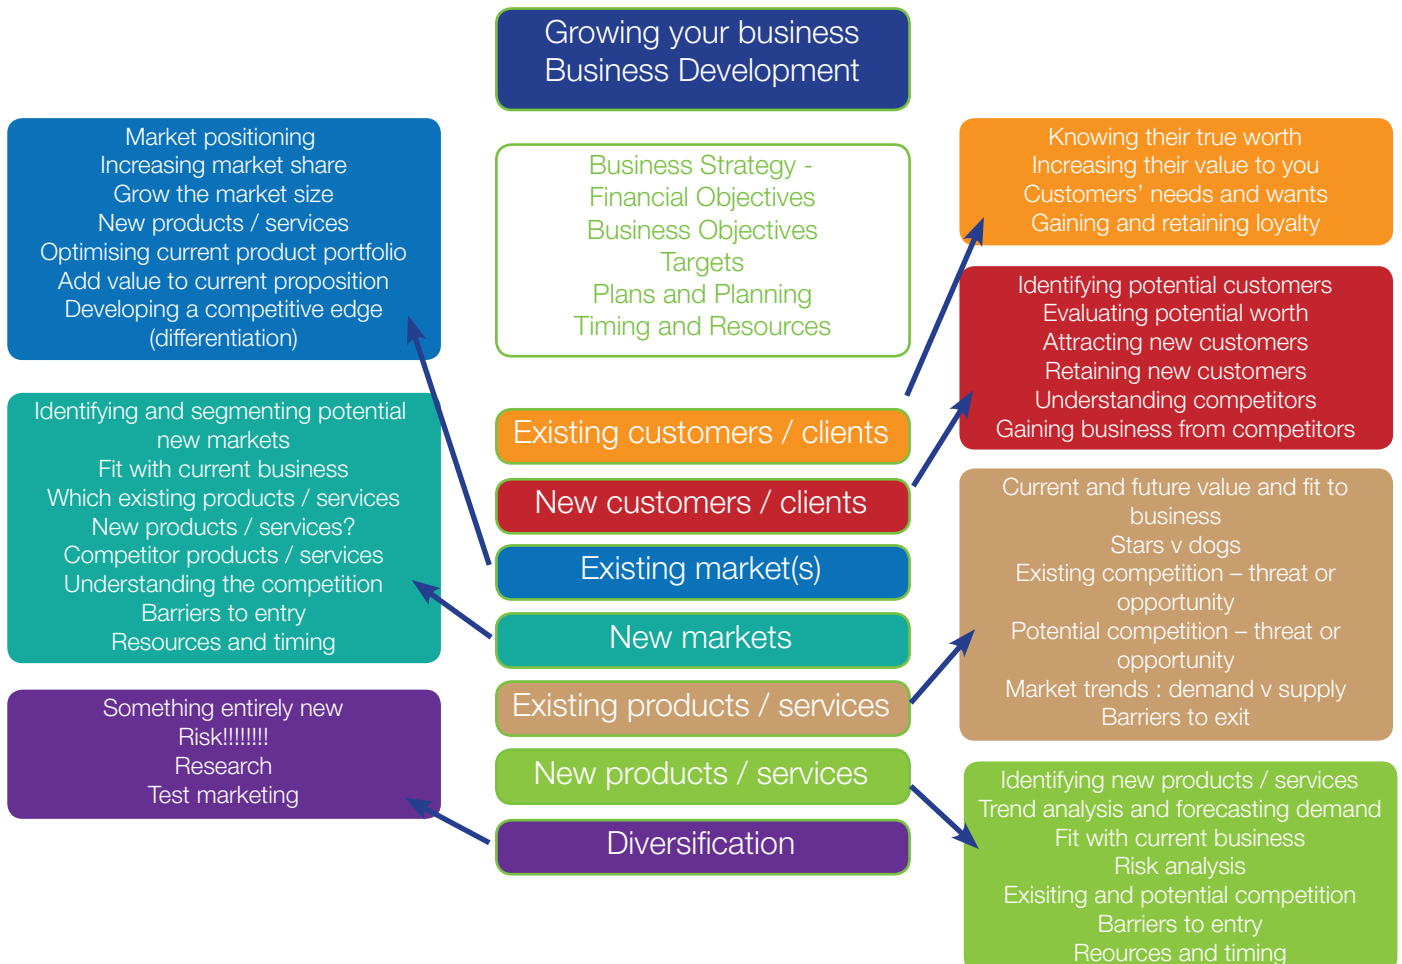 Growing your business
Business Development
Market positioning
Increasing market share
Grow the market size
New products / services
Optimising current product portfolio
Add value to current proposition
Developing a competitive edge
(differentiation)
Business Strategy -
Financial Objectives
Business Objectives
Targets
Plans and Planning
Timing and Resources
Knowing their true worth
Increasing their value to you
Customers' needs and wants
Gaining and retaining loyalty
Identifying potential customers
Evaluating potential worth
Attracting new customers
Retaining new customers
Understanding competitors
Gaining business from competitors
Identifying and segmenting potential
new markets
Fit with current business
Which existing products / services
New products / services?
Competitor products / services
Understanding the competition
Barriers to entry
Resources and timing
Existing customers / clients
New customers / clients
Existing market(s)
New markets
Existing products / services
New products / services
Diversification
Current and future value and fit to
business
Stars v dogs
Existing competition – threat or
opportunity
Potential competition – threat or
opportunity
Market trends : demand v supply
Barriers to exit
Something entirely new
Risk!!!!!!!!
Research
Test marketing
Identifying new products / services
Trend analysis and forecasting demand
Fit with current business
Risk analysis
Exisiting and potential competition
Barriers to entry
Reources and timing